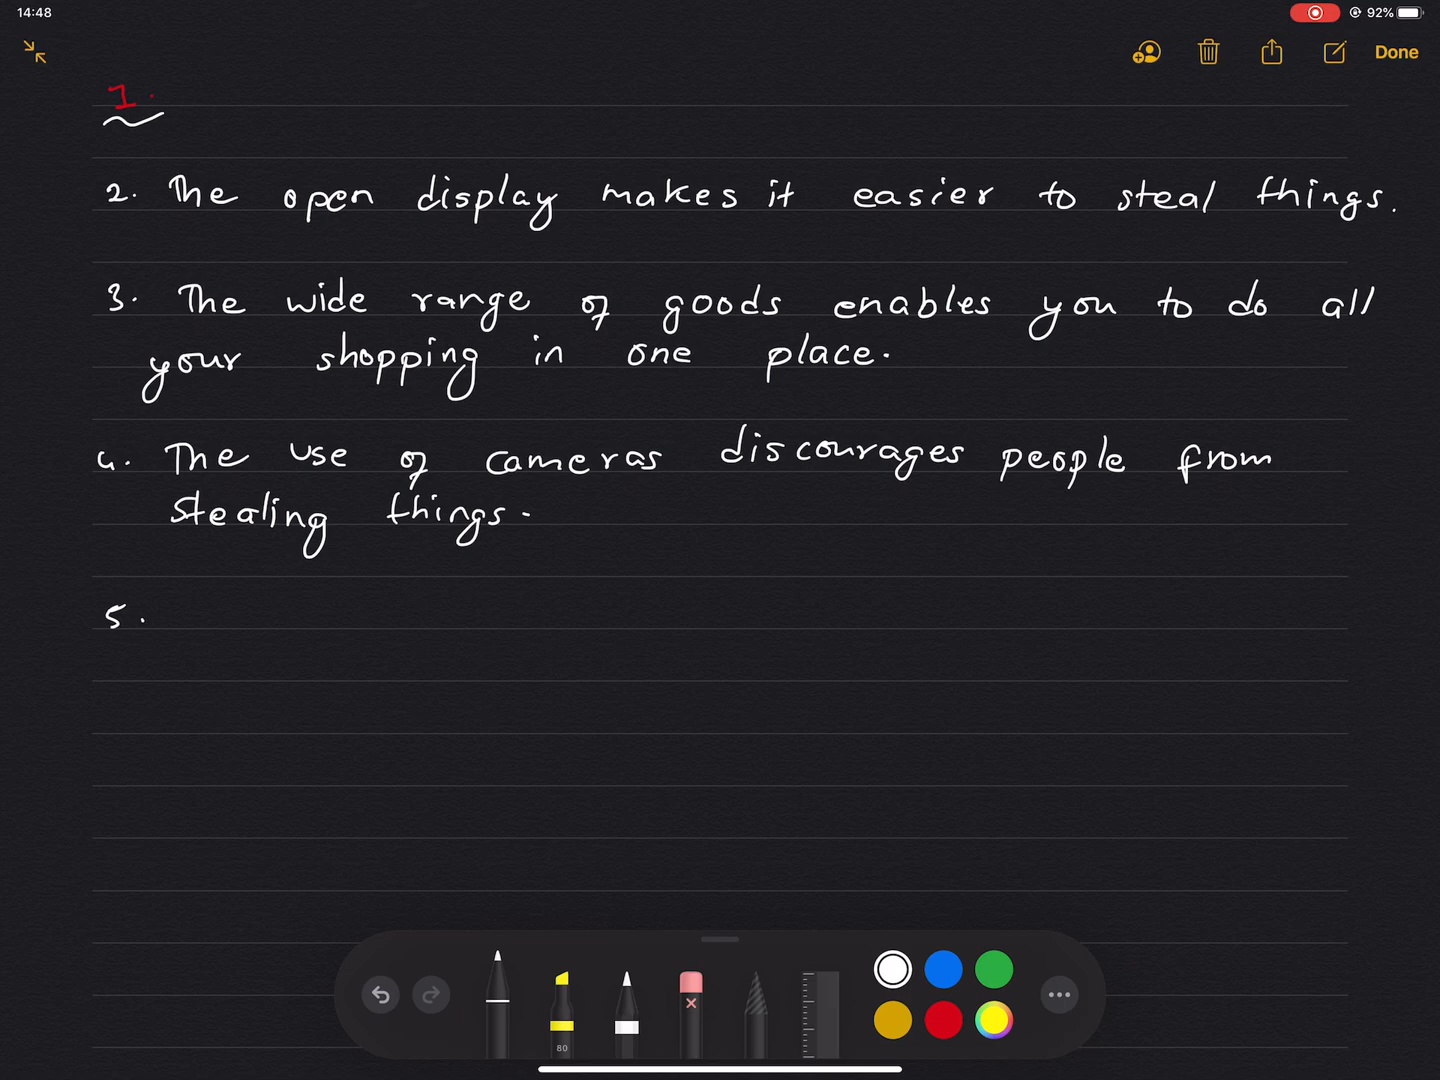 14:48
92%
Done
1.
2. The open display makes it easier to steal things.
3. The wide range of goods enables you to do all
your shopping in one place.
4. The use of cameras discourages people from
stealing things.
5.
80